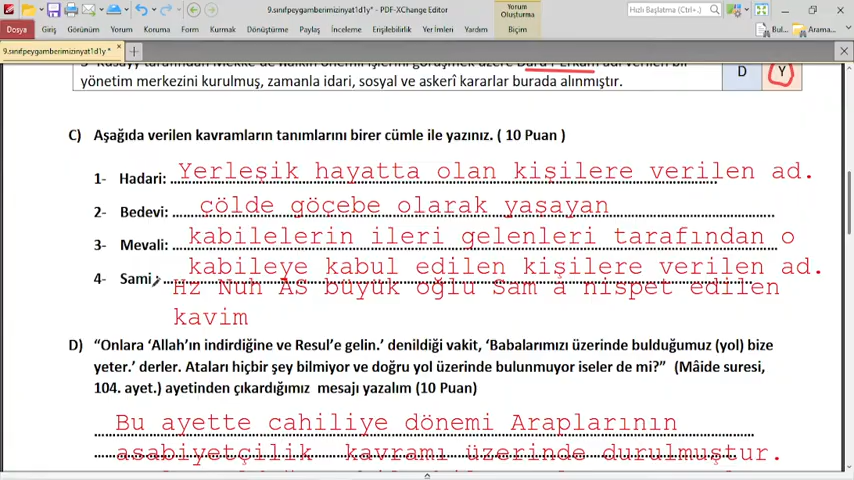 9.sınıfpeygamberimizinyat1d1y* - PDF-XChange Editor
Yorum Oluşturma
Hızlı Başlatma (Ctrl+.)
Dosya Giriş Görünüm Yorum Koruma Form Kurumak Dönüştürme Paylaş İnceleme Erişilebilirlik Yer İmleri Yardım Biçim Bul... Arama...
9.sınıfpeygamberimizinyat1d1y *
yönetim merkezini kurulmuş, zamanla idari, sosyal ve askerî kararlar burada alınmıştır. D Y
C) Aşağıda verilen kavramların tanımlarını birer cümle ile yazınız. ( 10 Puan )
1- Hadari: Yerleşik hayatta olan kişilere verilen ad.
2- Bedevi: çölde göçebe olarak yaşayan
3- Mevali: kabilelerin ileri gelenleri tarafından o
kabileye kabul edilen kişilere verilen ad.
4- Sami: Hz Nuh AS büyük oğlu Sam a nispet edilen
kavim
D) “Onlara ‘Allah’ın indirdiğine ve Resul’e gelin.’ denildiği vakit, ‘Babalarımızı üzerinde bulduğumuz (yol) bize
yeter.’ derler. Ataları hiçbir şey bilmiyor ve doğru yol üzerinde bulunmuyor iseler de mi?” (Mâide suresi,
104. ayet.) ayetinden çıkardığımız mesajı yazalım (10 Puan)
Bu ayette cahiliye dönemi Araplarının
asabiyetçilik kavramı üzerinde durulmuştur.